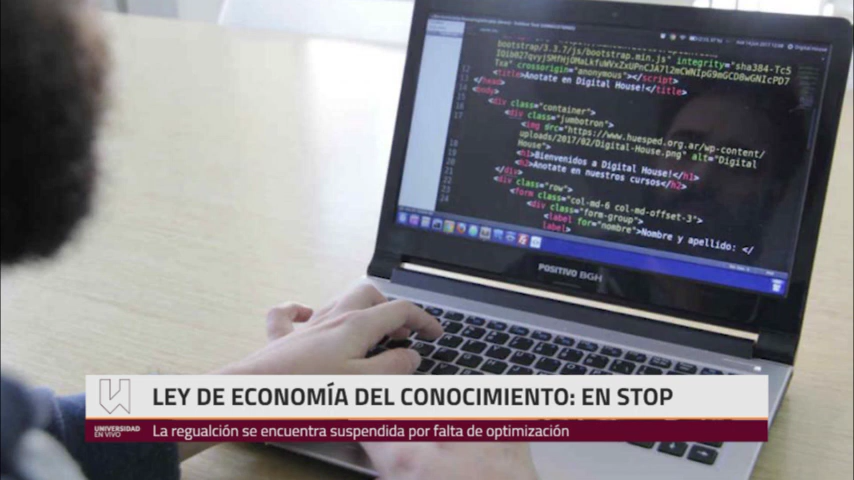 bootstrap/3.3.7/js/bootstrap.min.js" integrity="sha384-Tc5
crossorigin="anonymous"></script>
<title>Anotate en Digital House!</title>
</head>
<body>
<div class="container">
<div class="jumbotron">
<img src="https://www.huesped.org.ar/wp-content/
uploads/2017/02/Digital-House.png" alt="Digital
House">
<h1>Bienvenidos a Digital House!</h1>
<h2>Anotate en nuestros cursos</h2>
</div>
<div class="row">
<form class="col-md-6 col-md-offset-3">
<div class="form-group">
<label for="nombre">Nombre y apellido: </
label>
POSITIVO BGH
LEY DE ECONOMÍA DEL CONOCIMIENTO: EN STOP
UNIVERSIDAD
EN VIVO
La regualción se encuentra suspendida por falta de optimización